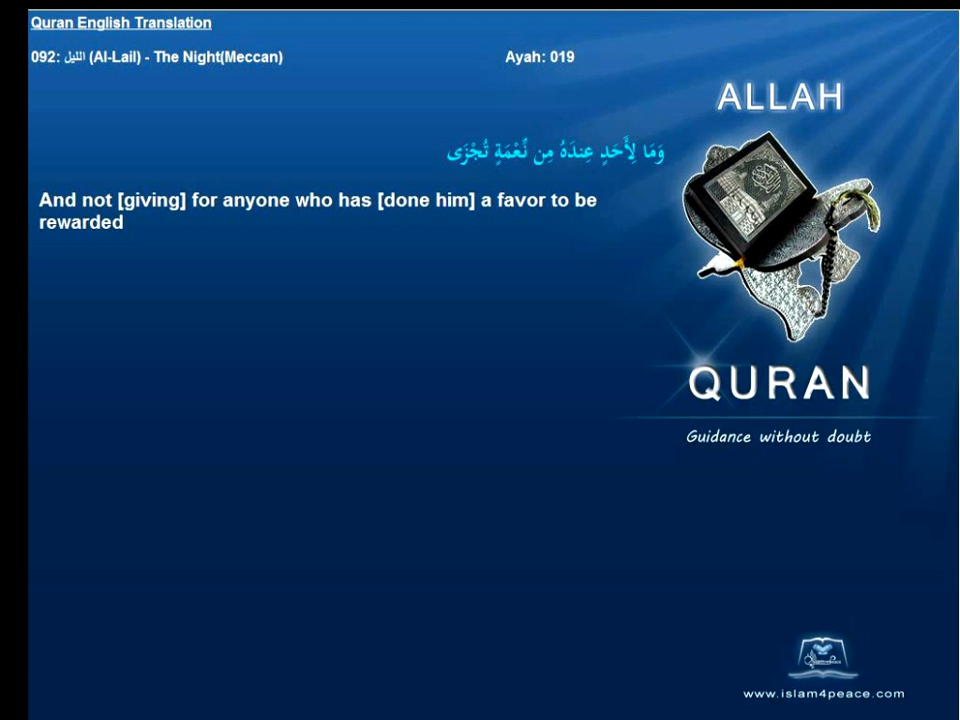 Quran English Translation
092: الليل (Al-Lail) - The Night(Meccan) Ayah: 019
ALLAH
وَمَا لِأَحَدٍ عِندَهُ مِن نِّعْمَةٍ تُجْزَى
And not [giving] for anyone who has [done him] a favor to be
rewarded
QURAN
Guidance without doubt
www.islam4peace.com